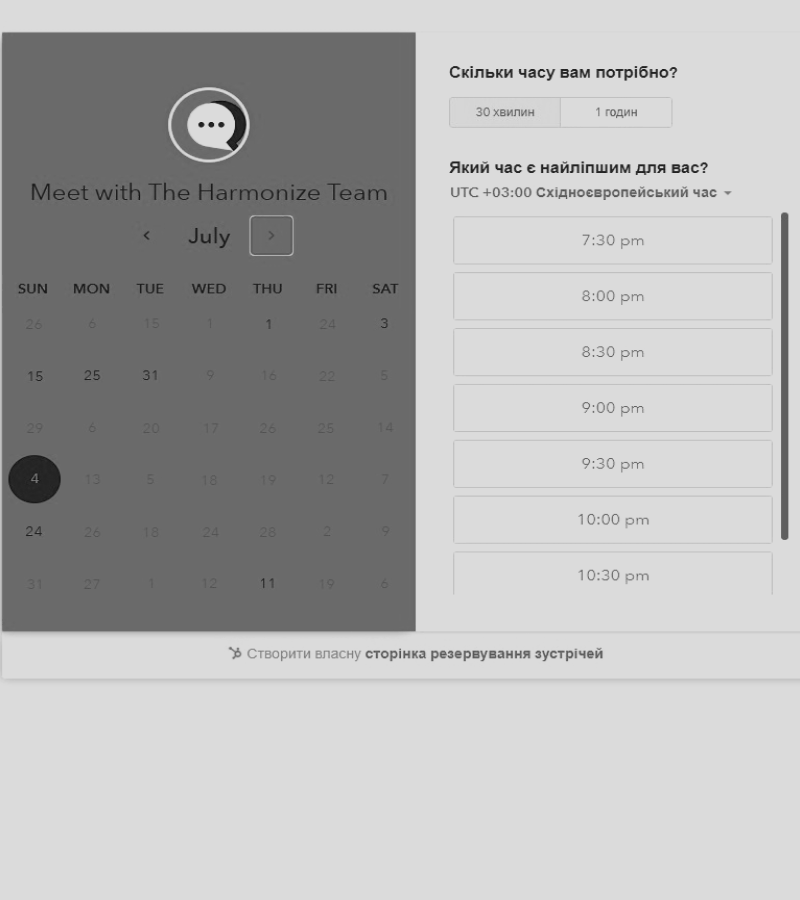 Meet with The Harmonize Team
July
SUN MON TUE WED THU FRI SAT
26 6 15 1 1 24 3
15 25 31 9 16 22 5
29 6 20 17 26 25 14
4 13 5 18 19 12 7
24 26 18 24 28 2 9
31 27 1 12 11 19 6
Скільки часу вам потрібно?
30 хвилин 1 годин
Який час є найліпшим для вас?
UTC +03:00 Східноєвропейський час
7:30 pm
8:00 pm
8:30 pm
9:00 pm
9:30 pm
10:00 pm
10:30 pm
Створити власну сторінка резервування зустрічей